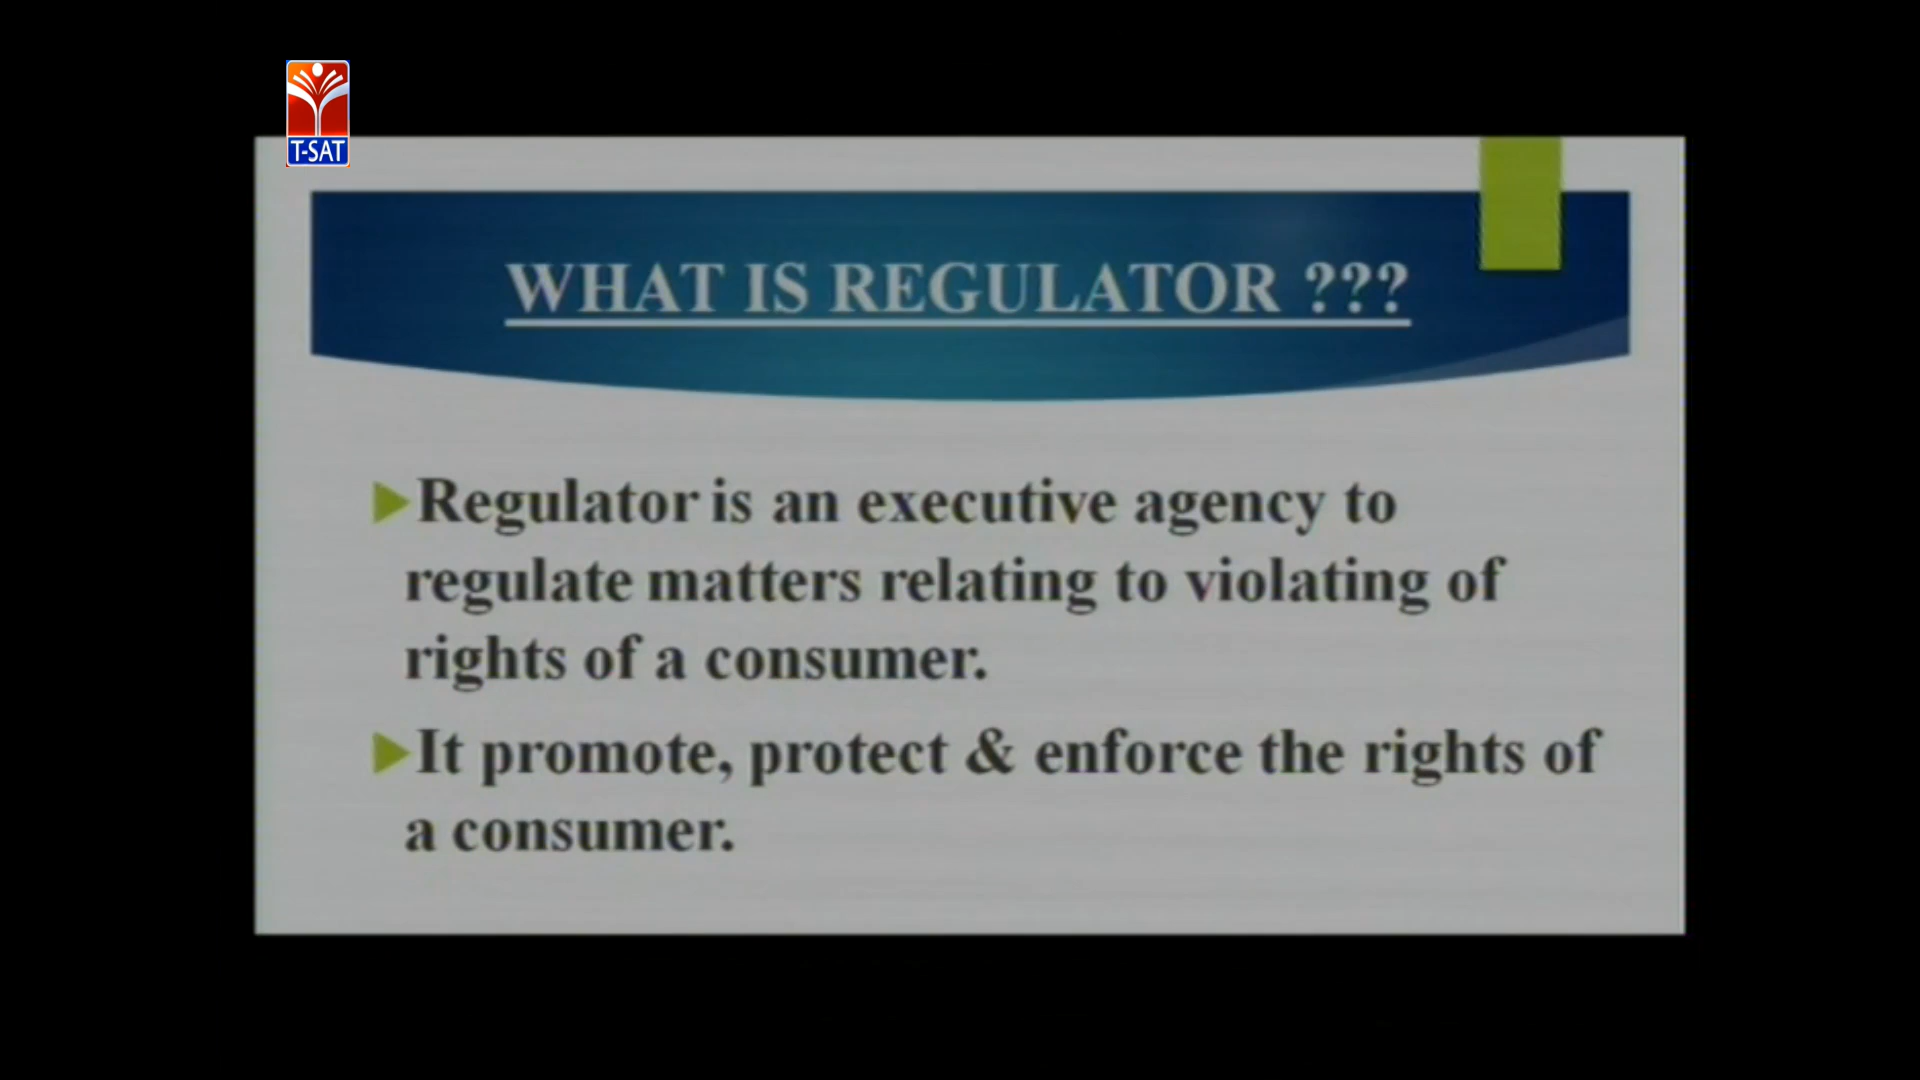 T-SAT
WHAT IS REGULATOR ???
Regulator is an executive agency to
regulate matters relating to violating of
rights of a consumer.
It promote, protect & enforce the rights of
a consumer.